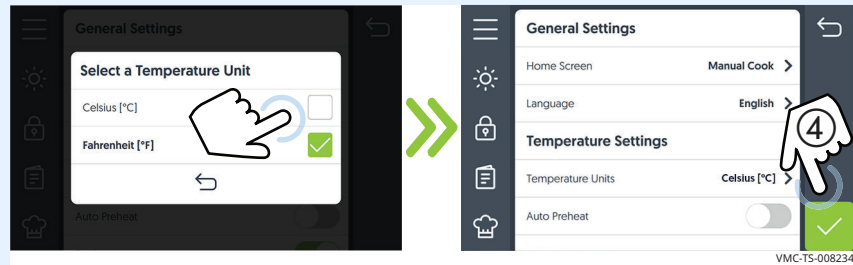 General Settings
Select a Temperature Unit
Celsius [°C]
Fahrenheit [°F]
Auto Preheat
General Settings
Home Screen Manual Cook
Language English
Temperature Settings
Temperature Units Celsius [°C]
Auto Preheat
④
VMC-TS-008234